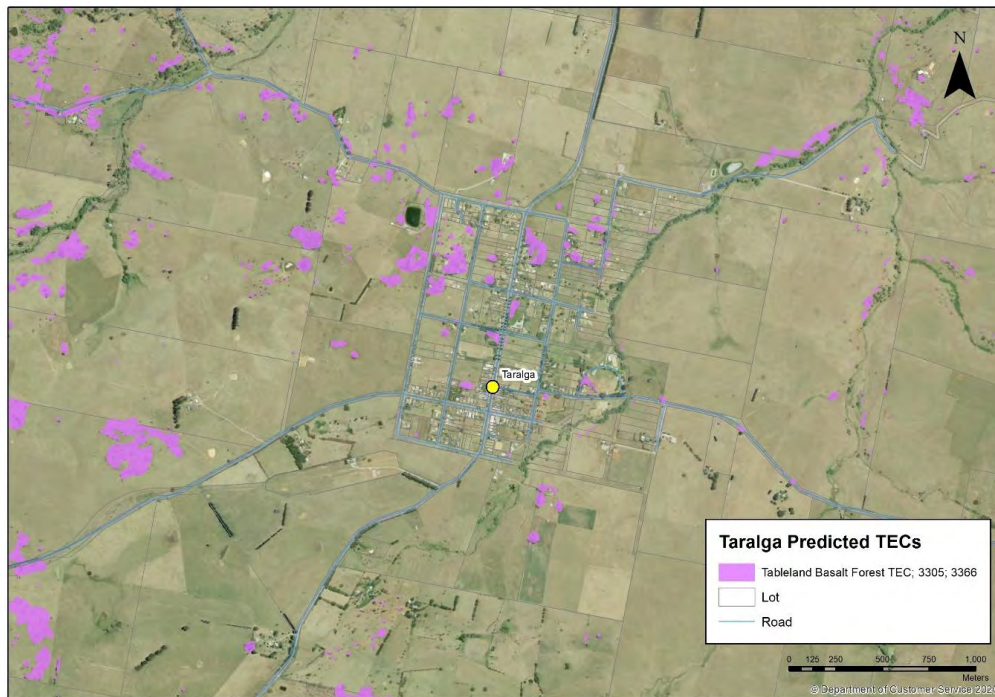 N
Taralga
Taralga Predicted TECs
Tableland Basalt Forest TEC; 3305; 3366
Lot
Road
0 125 250 500 750 1,000
Meters
© Department of Customer Service 202